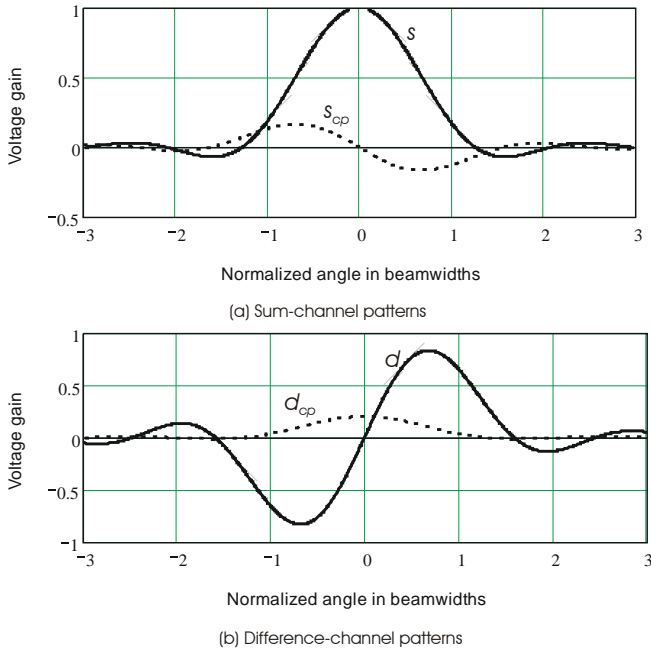 1
s
0.5
s_cp
Voltage gain
0
−0.5
−3 −2 −1 0 1 2 3
Normalized angle in beamwidths
(a) Sum-channel patterns
1
d
0.5
d_cp
Voltage gain
0
−0.5
−1
−3 −2 −1 0 1 2 3
Normalized angle in beamwidths
(b) Difference-channel patterns